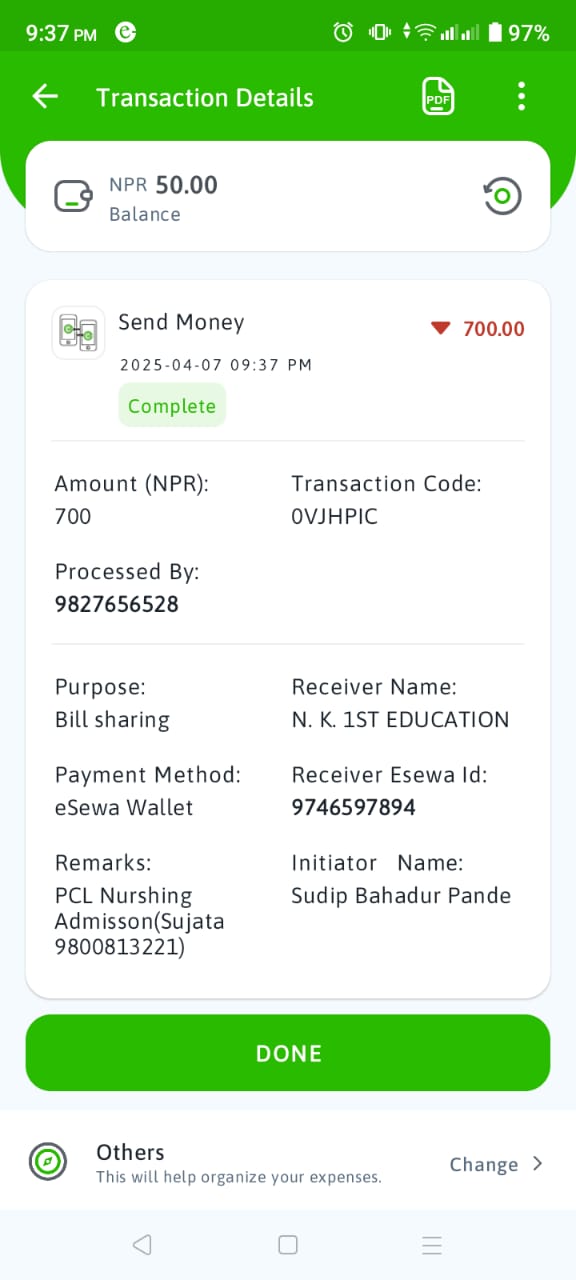 9:37 PM
97%
Transaction Details
PDF
NPR 50.00
Balance
Send Money
700.00
2025-04-07 09:37 PM
Complete
Amount (NPR):
700
Transaction Code:
0VJHPIC
Processed By:
9827656528
Purpose:
Bill sharing
Receiver Name:
N. K. 1ST EDUCATION
Payment Method:
eSewa Wallet
Receiver Esewa Id:
9746597894
Remarks:
PCL Nurshing
Admisson(Sujata
9800813221)
Initiator Name:
Sudip Bahadur Pande
DONE
Others
This will help organize your expenses.
Change